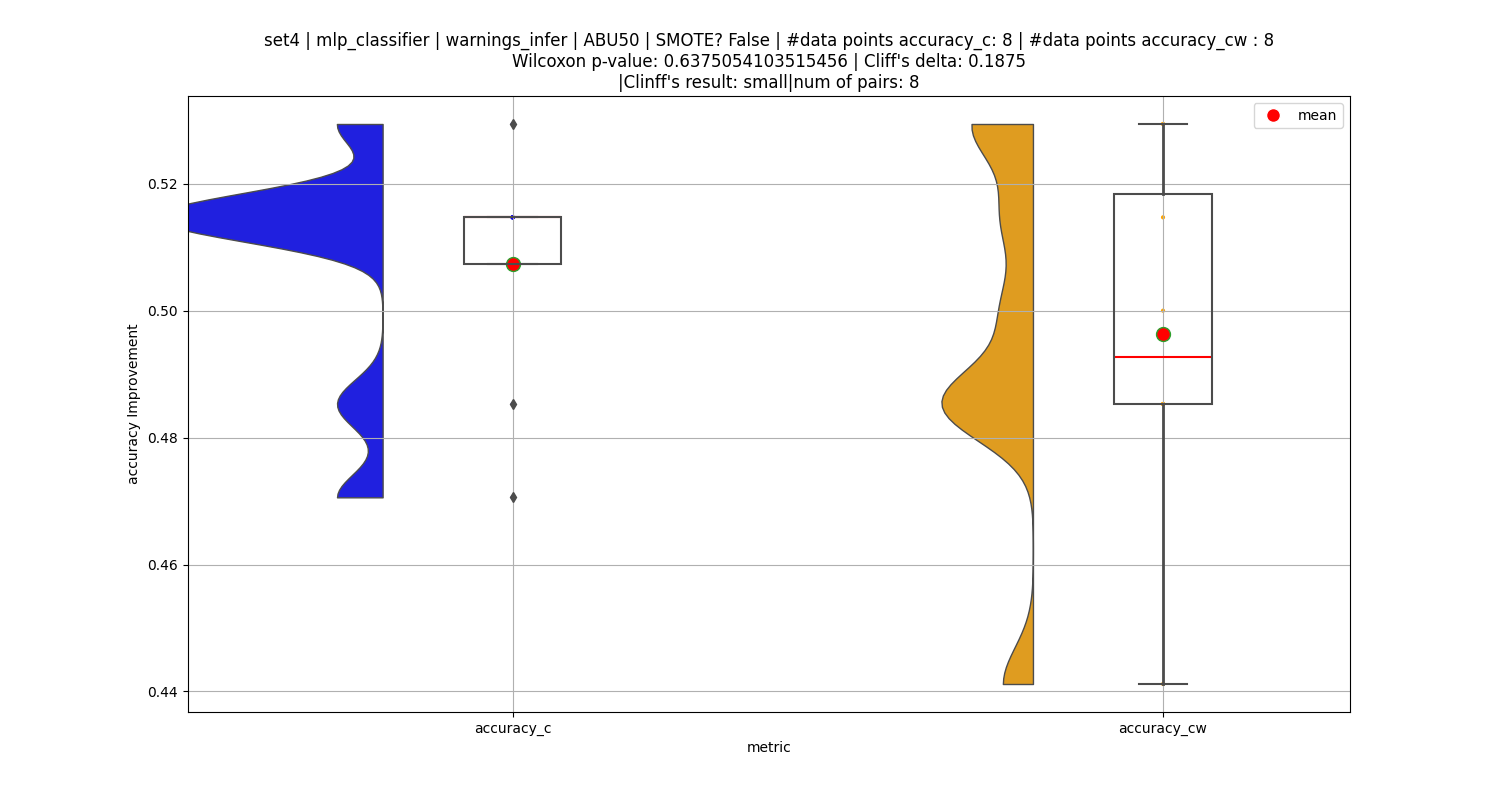 set4 | mlp_classifier | warnings_infer | ABU50 | SMOTE? False | #data points accuracy_c: 8 | #data points accuracy_cw : 8
Wilcoxon p-value: 0.6375054103515456 | Cliff's delta: 0.1875
|Clinff's result: small|num of pairs: 8
mean
0.52
0.50
0.48
0.46
0.44
accuracy Improvement
accuracy_c
accuracy_cw
metric